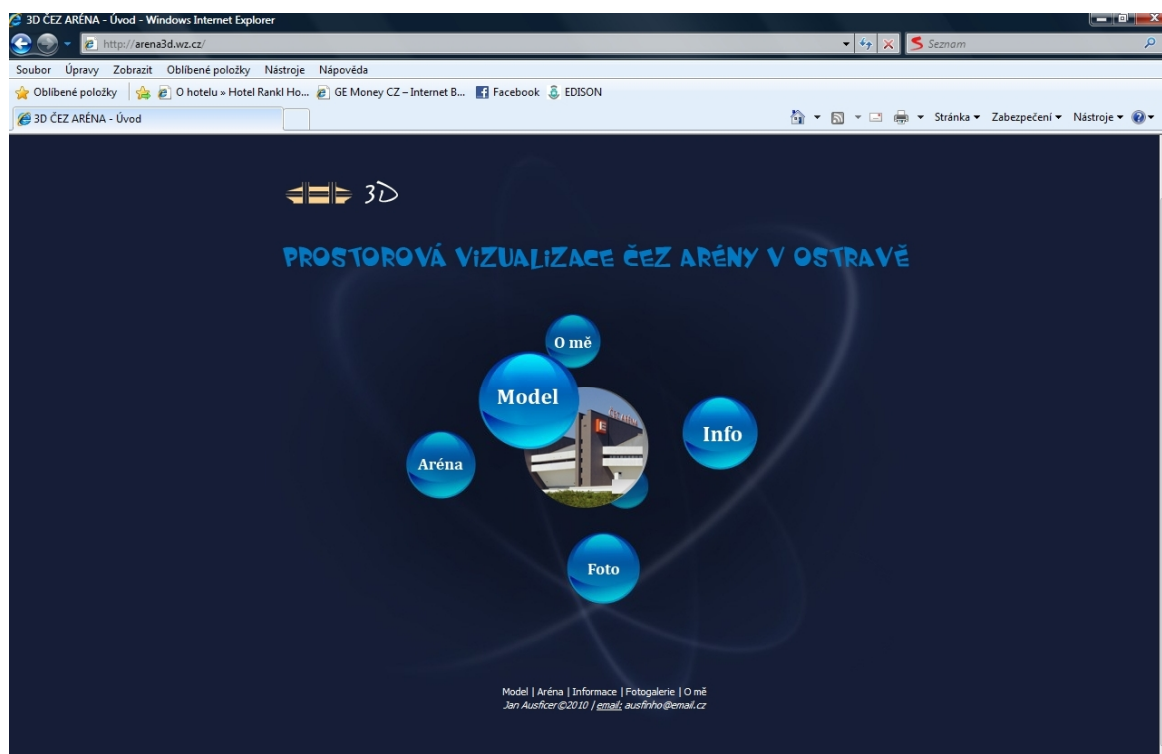 3D ČEZ ARÉNA - Úvod - Windows Internet Explorer
http://arena3d.wz.cz/
Seznam
Soubor Úpravy Zobrazit Oblíbené položky Nástroje Nápověda
Oblíbené položky O hotelu » Hotel Rankl Ho... GE Money CZ – Internet B... Facebook EDISON
3D ČEZ ARÉNA - Úvod Stránka Zabezpečení Nástroje
3D
PROSTOROVÁ VIZUALIZACE ČEZ ARÉNY V OSTRAVĚ
O mě
Model
ČEZ ARÉNA
Info
Aréna
Foto
Model | Aréna | Informace | Fotogalerie | O mě
Jan Ausficer©2010 / email: ausfinho@email.cz